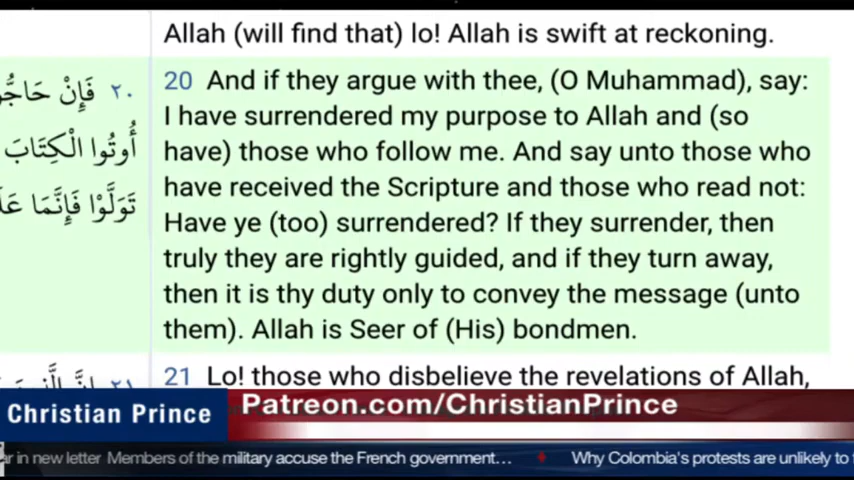 Allah (will find that) lo! Allah is swift at reckoning.
٢٠ فَإِنْ حَاجُّو
أُوتُوا الْكِتَابَ
تَوَلَّوْا فَإِنَّمَا عَلَ
20 And if they argue with thee, (O Muhammad), say:
I have surrendered my purpose to Allah and (so
have) those who follow me. And say unto those who
have received the Scripture and those who read not:
Have ye (too) surrendered? If they surrender, then
truly they are rightly guided, and if they turn away,
then it is thy duty only to convey the message (unto
them). Allah is Seer of (His) bondmen.
21 Lo! those who disbelieve the revelations of Allah,
Christian Prince
Patreon.com/ChristianPrince
ar in new letter Members of the military accuse the French government... Why Colombia's protests are unlikely to